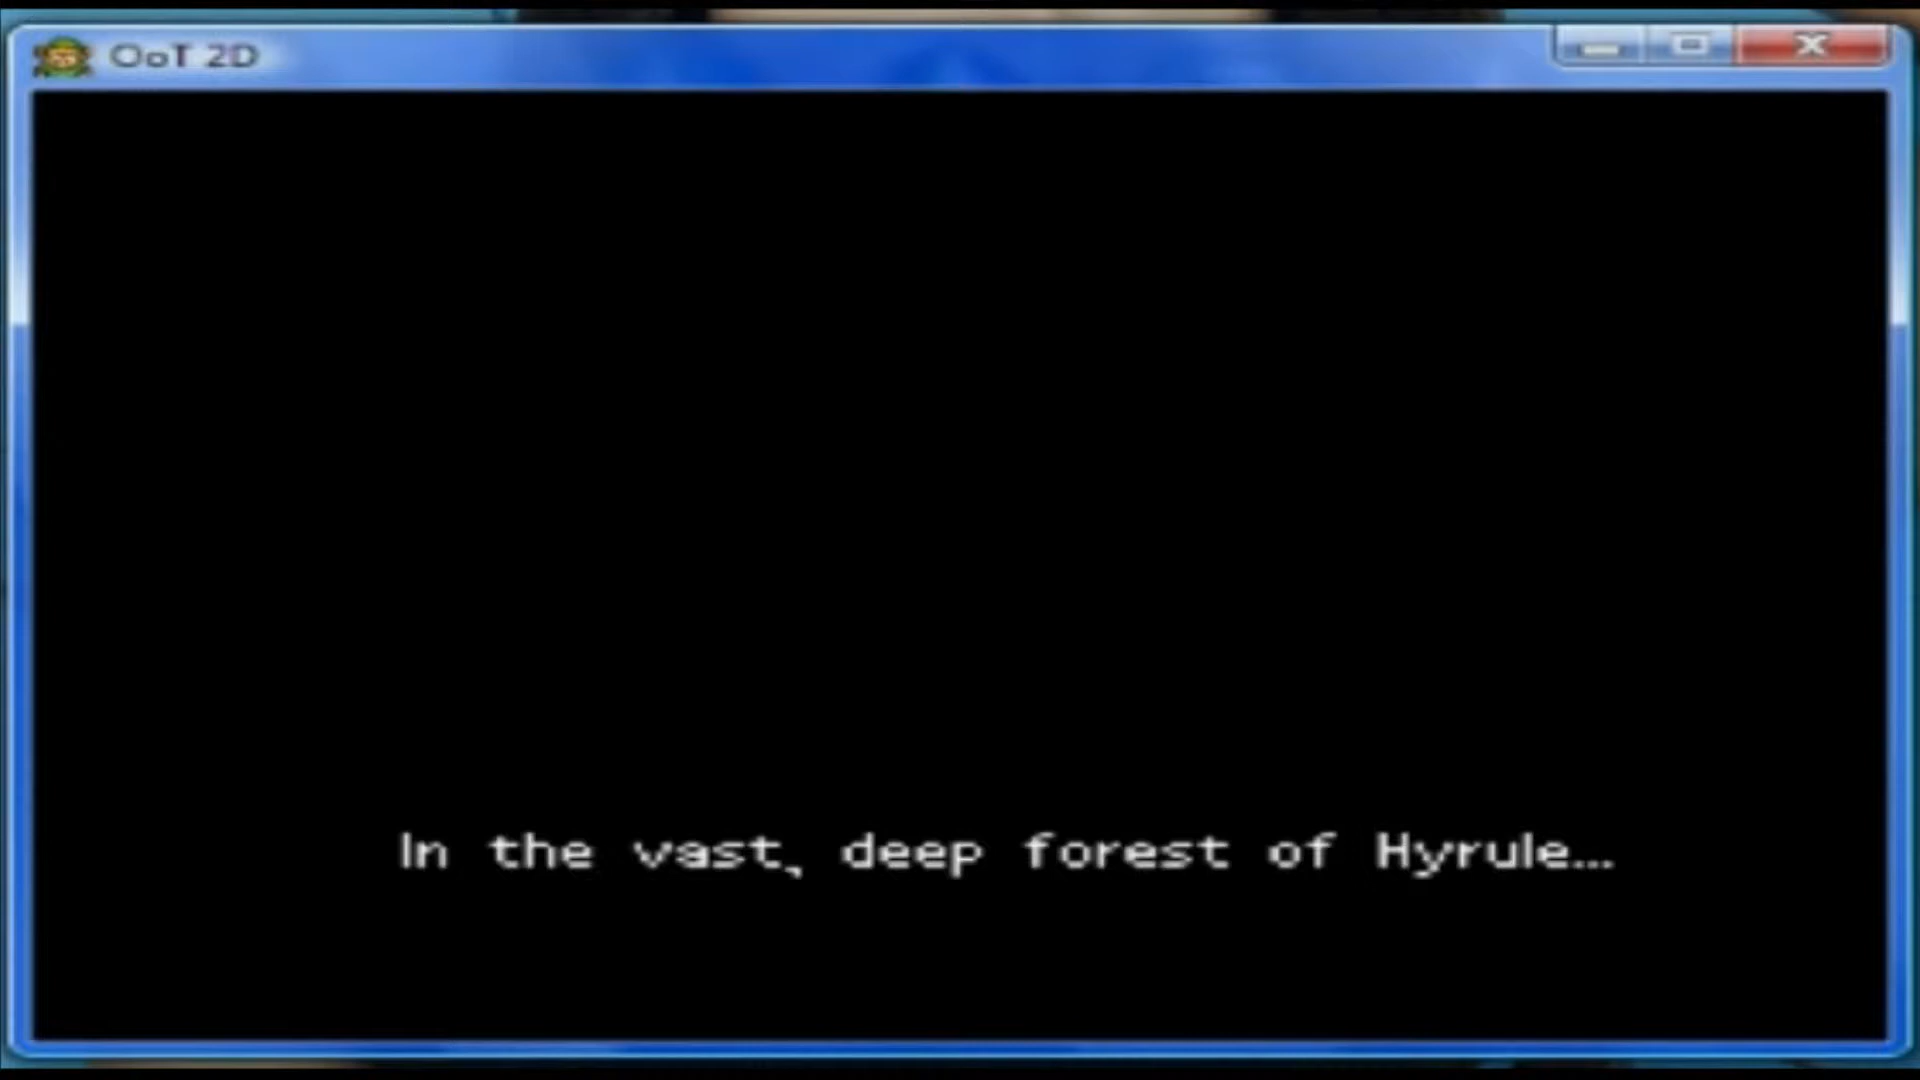 OoT 2D
In the vast, deep forest of Hyrule...